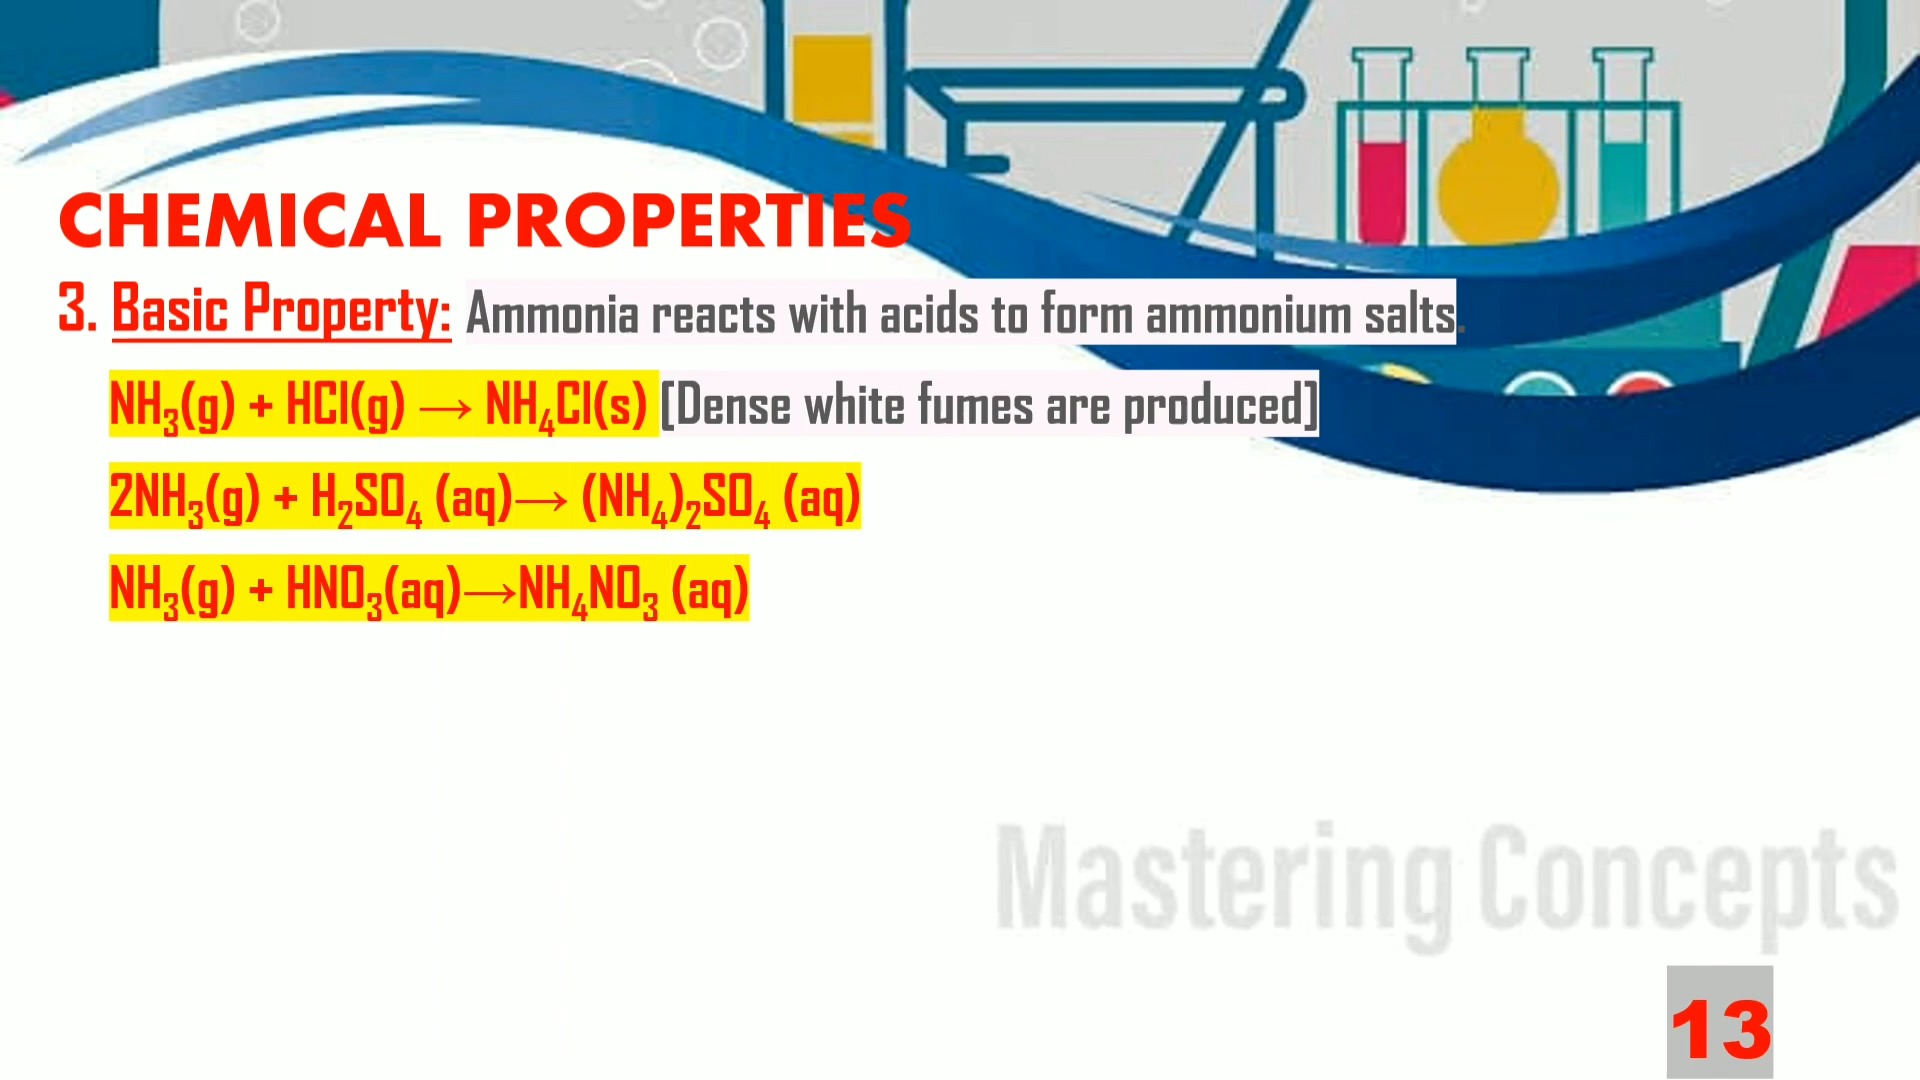 CHEMICAL PROPERTIES
3. Basic Property: Ammonia reacts with acids to form ammonium salts.
NH₃(g) + HCl(g) → NH₄Cl(s) [Dense white fumes are produced]
2NH₃(g) + H₂SO₄ (aq)→ (NH₄)₂SO₄ (aq)
NH₃(g) + HNO₃(aq)→NH₄NO₃ (aq)
Mastering Concepts
13